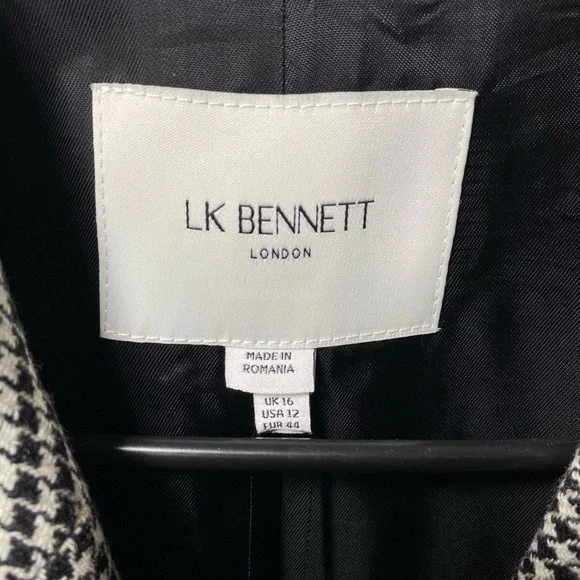 LK BENNETT
LONDON
MADE IN
ROMANIA
UK 16
USA 12
EUR 44